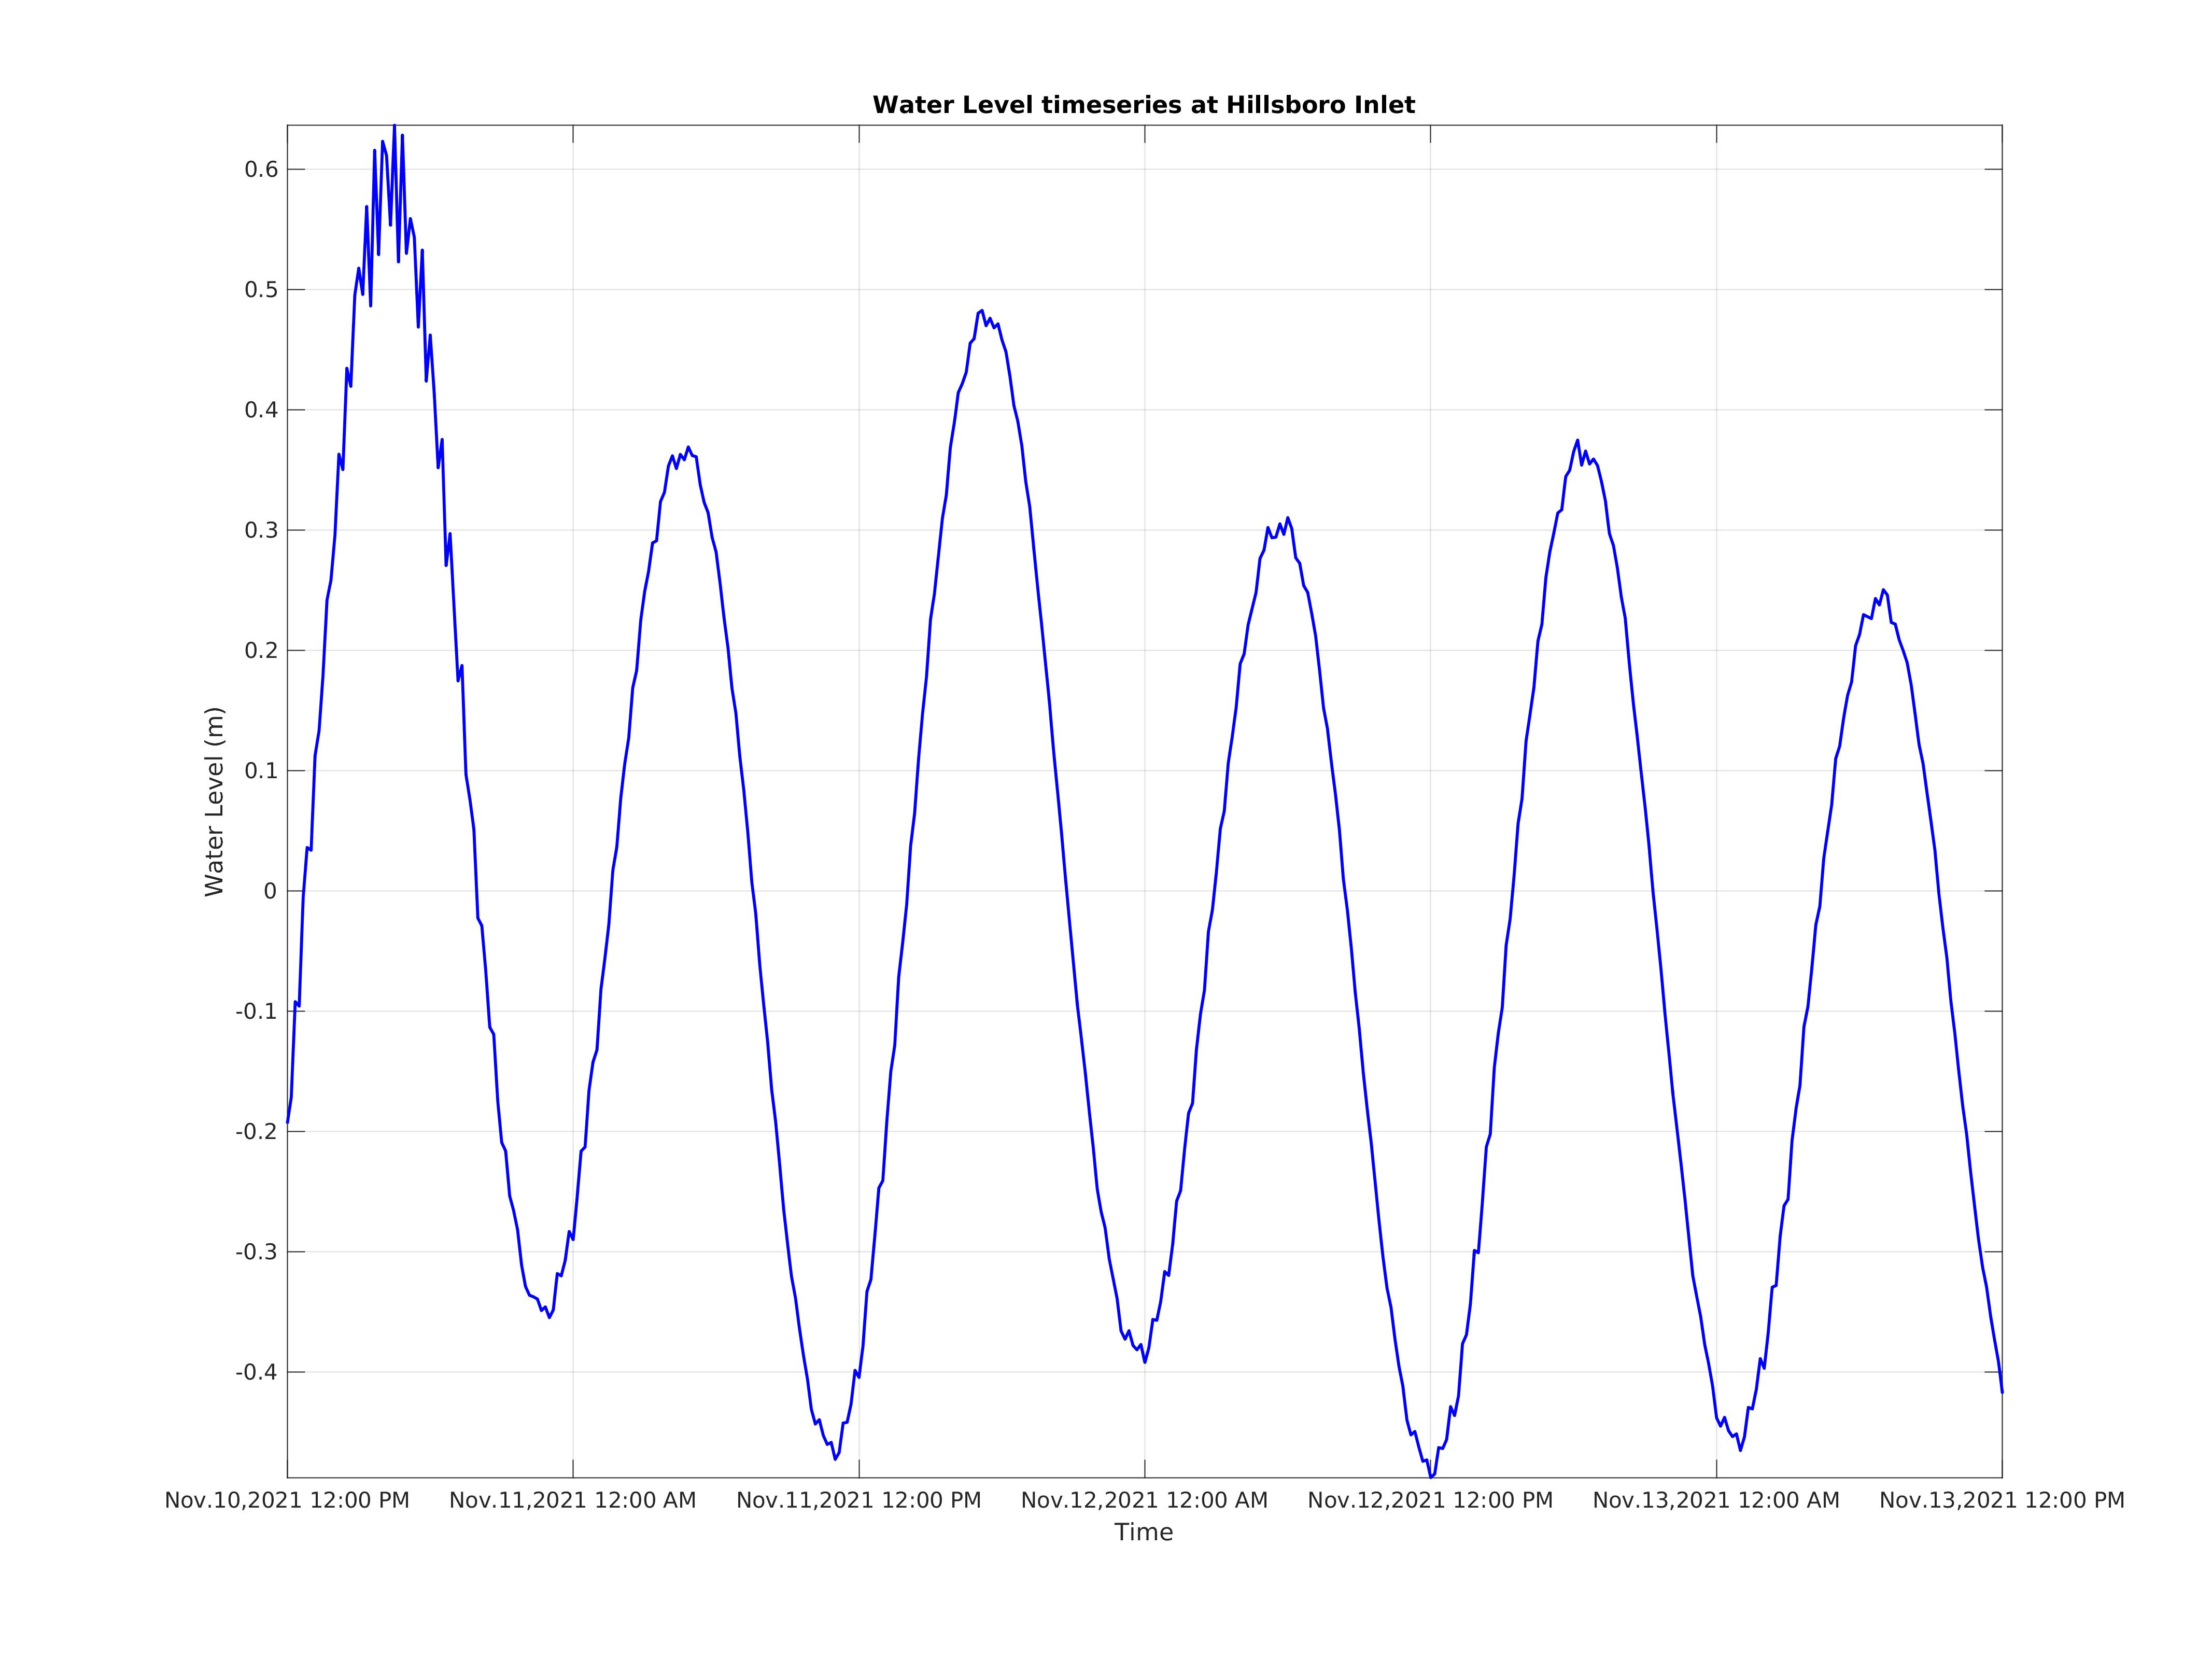 Water Level timeseries at Hillsboro Inlet
0.6
0.5
0.4
0.3
0.2
0.1
0
-0.1
-0.2
-0.3
-0.4
Water Level (m)
Nov.10,2021 12:00 PM Nov.11,2021 12:00 AM Nov.11,2021 12:00 PM Nov.12,2021 12:00 AM Nov.12,2021 12:00 PM Nov.13,2021 12:00 AM Nov.13,2021 12:00 PM
Time